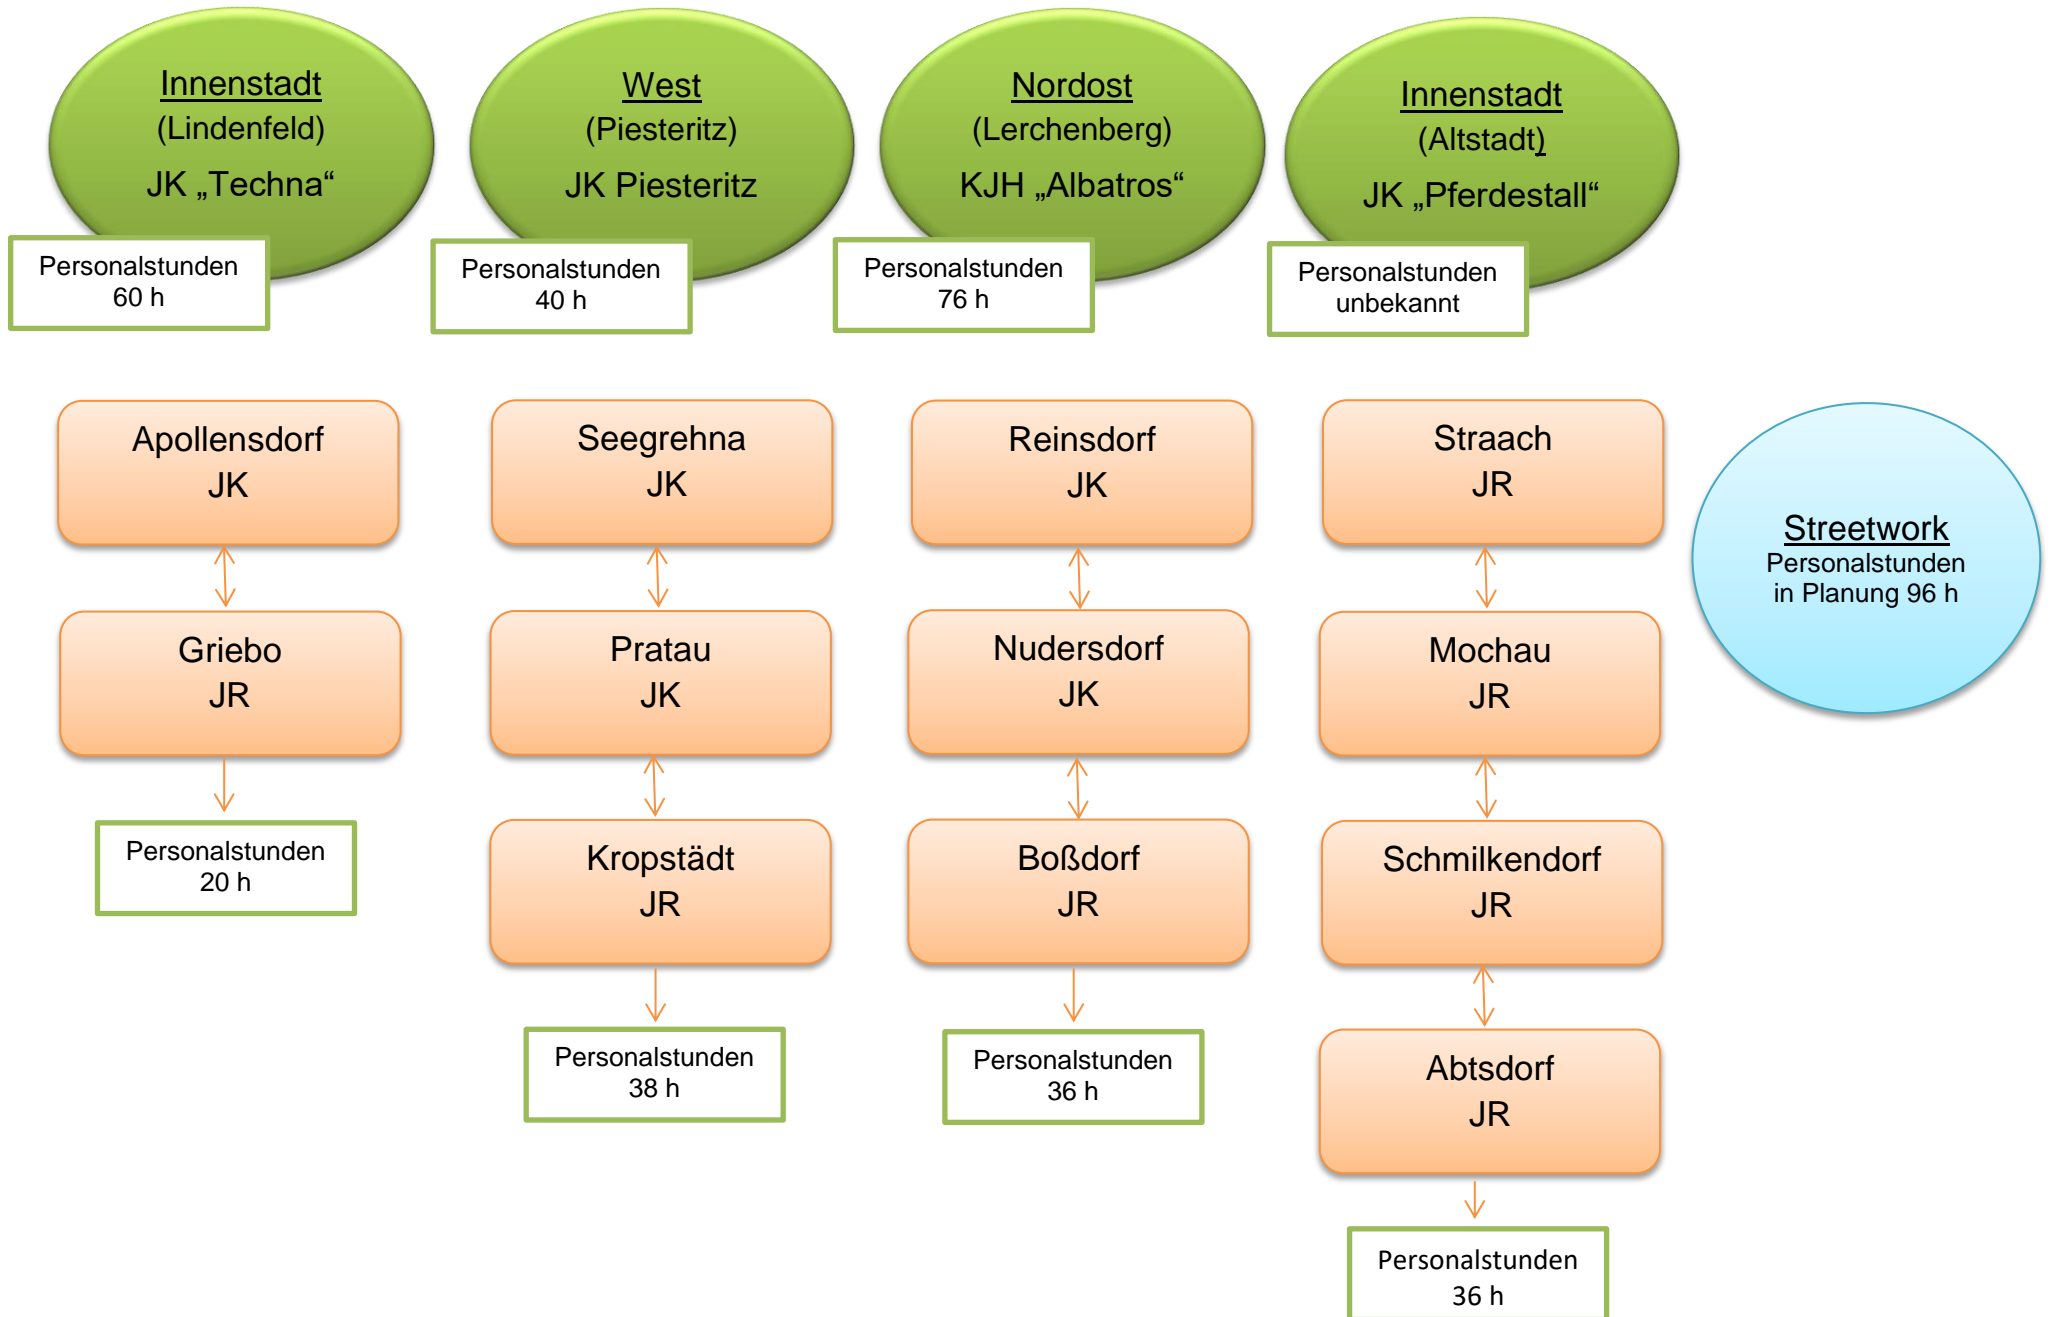 Innenstadt
(Lindenfeld)
JK „Techna“
Personalstunden
60 h
West
(Piesteritz)
JK Piesteritz
Personalstunden
40 h
Nordost
(Lerchenberg)
KJH „Albatros“
Personalstunden
76 h
Innenstadt
(Altstadt)
JK „Pferdestall“
Personalstunden
unbekannt
Apollensdorf
JK
Griebo
JR
Personalstunden
20 h
Seegrehna
JK
Pratau
JK
Kropstädt
JR
Personalstunden
38 h
Reinsdorf
JK
Nudersdorf
JK
Boßdorf
JR
Personalstunden
36 h
Straach
JR
Mochau
JR
Schmilkendorf
JR
Abtsdorf
JR
Personalstunden
36 h
Streetwork
Personalstunden
in Planung 96 h